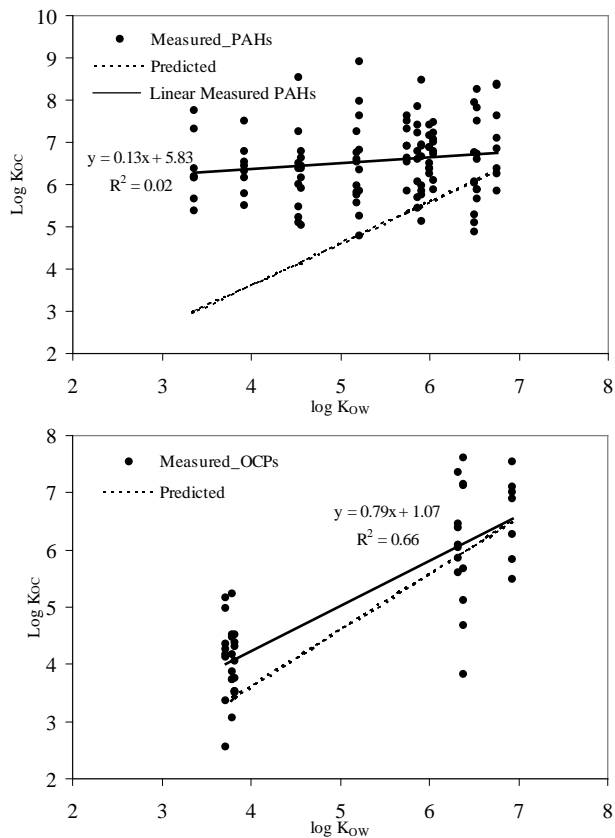 10
9
8
7
6
5
4
3
2
Log KOC
Measured_PAHs
Predicted
Linear Measured PAHs
y = 0.13x + 5.83
R² = 0.02
2 3 4 5 6 7 8
log KOW
8
7
6
5
4
3
2
Log KOC
Measured_OCPs
Predicted
y = 0.79x + 1.07
R² = 0.66
2 3 4 5 6 7 8
log KOW